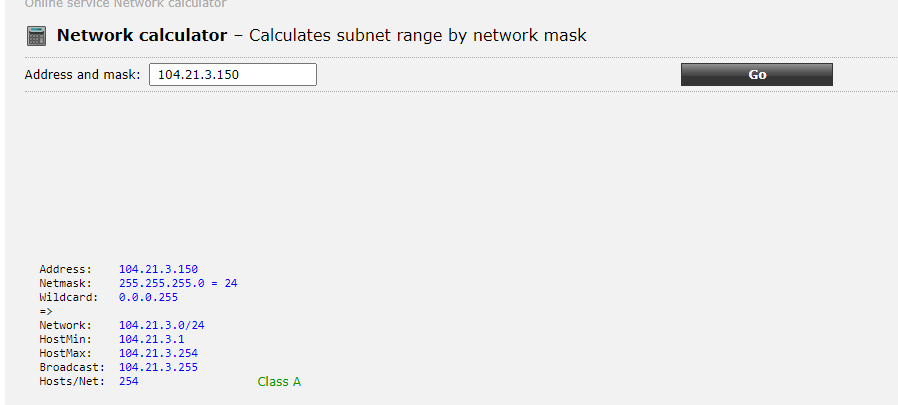 Online service Network calculator
Network calculator – Calculates subnet range by network mask
Address and mask: 104.21.3.150 Go
Address: 104.21.3.150
Netmask: 255.255.255.0 = 24
Wildcard: 0.0.0.255
=>
Network: 104.21.3.0/24
HostMin: 104.21.3.1
HostMax: 104.21.3.254
Broadcast: 104.21.3.255
Hosts/Net: 254 Class A